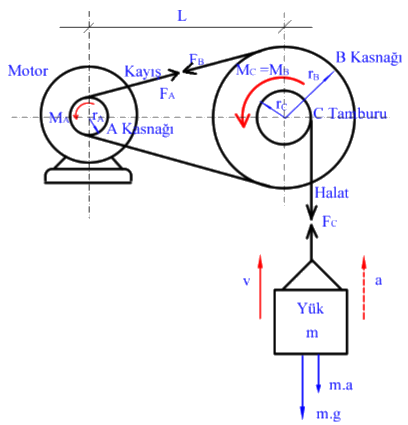 L
B Kasnağı
F_B
Motor
Kayış
M_C =M_B
r_B
F_A
r_C
M_A
r_A
A Kasnağı
C Tamburu
Halat
F_C
v
a
Yük
m
m.a
m.g